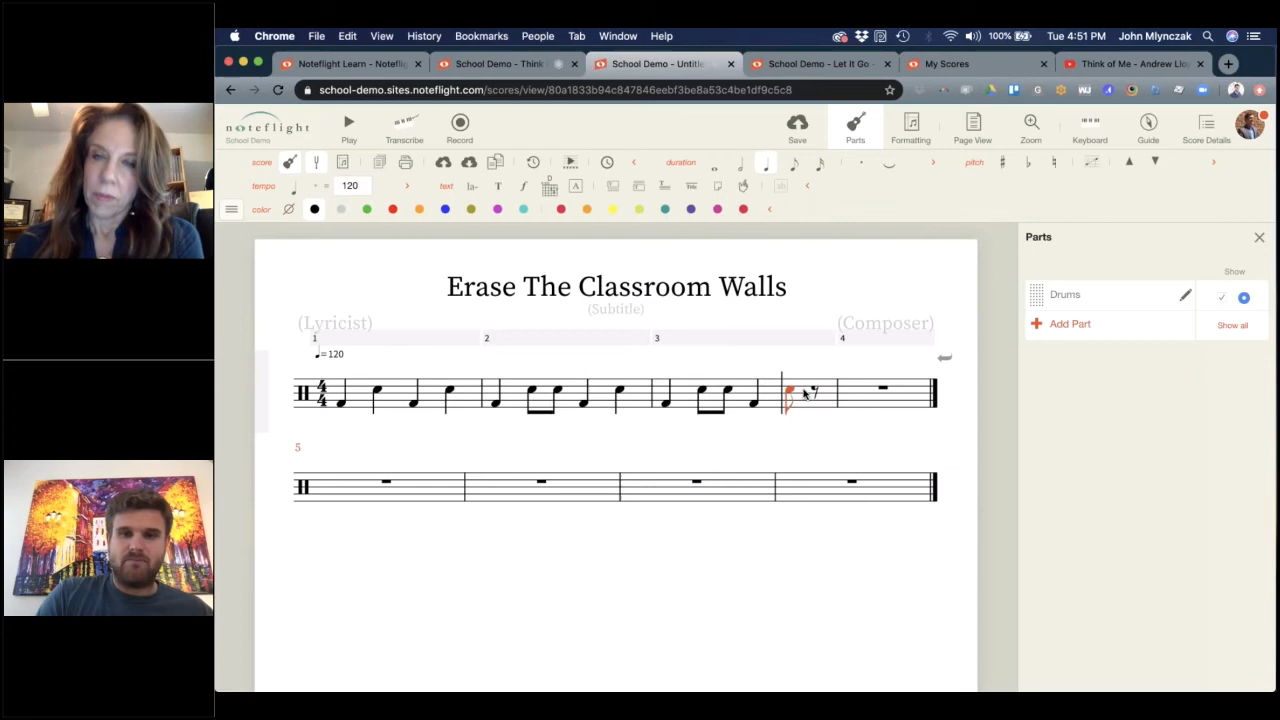 Chrome File Edit View History Bookmarks People Tab Window Help 100% Tue 4:51 PM John Mlynczak
Noteflight Learn - Noteflig School Demo - Think School Demo - Untitle School Demo - Let It Go - My Scores Think of Me - Andrew Llo
school-demo.sites.noteflight.com/scores/view/80a1833b94c847846eebf3be8a53c4be1df9c5c8
noteflight
School Demo
Play Transcribe Record Save Parts Formatting Page View Zoom Keyboard Guide Score Details
score duration pitch
tempo = 120 text la- T f D A ab
color
Parts
Show
Drums
Add Part Show all
Erase The Classroom Walls
(Subtitle)
(Lyricist) (Composer)
1 2 3 4
= 120
4
4
5